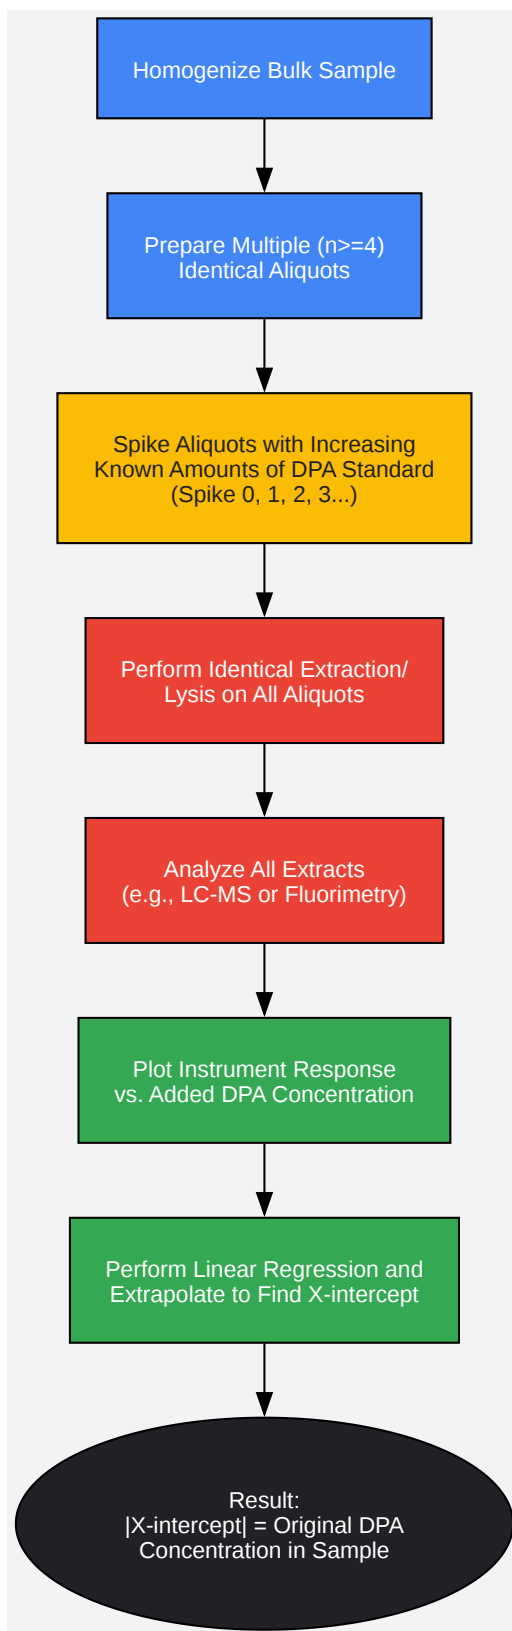 Homogenize Bulk Sample
Prepare Multiple (n>=4)
Identical Aliquots
Spike Aliquots with Increasing
Known Amounts of DPA Standard
(Spike 0, 1, 2, 3...)
Perform Identical Extraction/
Lysis on All Aliquots
Analyze All Extracts
(e.g., LC-MS or Fluorimetry)
Plot Instrument Response
vs. Added DPA Concentration
Perform Linear Regression and
Extrapolate to Find X-intercept
Result:
|X-intercept| = Original DPA
Concentration in Sample